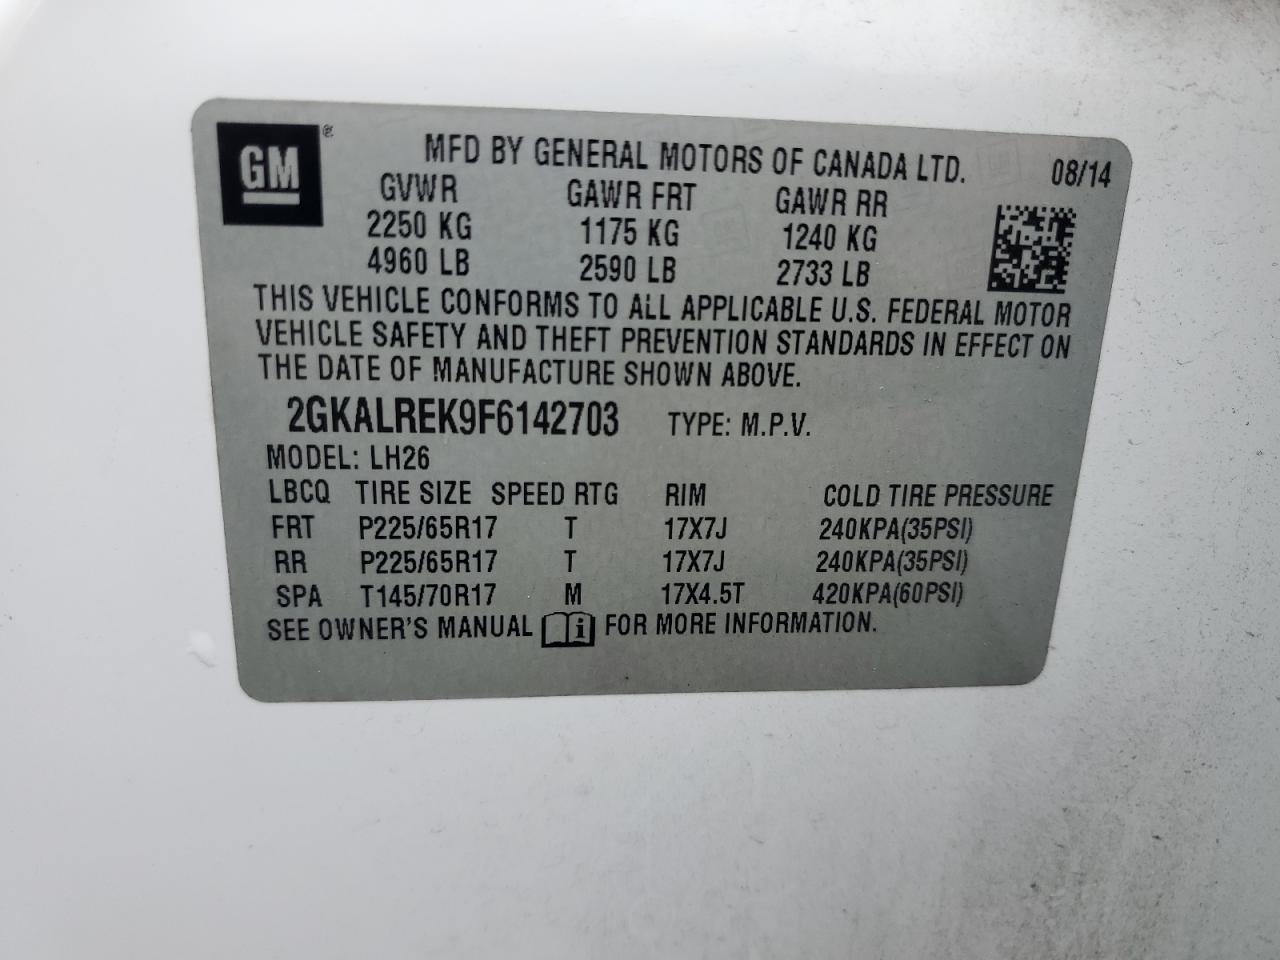 GM ®
MFD BY GENERAL MOTORS OF CANADA LTD. 08/14
GVWR GAWR FRT GAWR RR
2250 KG 1175 KG 1240 KG
4960 LB 2590 LB 2733 LB
THIS VEHICLE CONFORMS TO ALL APPLICABLE U.S. FEDERAL MOTOR
VEHICLE SAFETY AND THEFT PREVENTION STANDARDS IN EFFECT ON
THE DATE OF MANUFACTURE SHOWN ABOVE.
2GKALREK9F6142703 TYPE: M.P.V.
MODEL: LH26
LBCQ TIRE SIZE SPEED RTG RIM COLD TIRE PRESSURE
FRT P225/65R17 T 17X7J 240KPA(35PSI)
RR P225/65R17 T 17X7J 240KPA(35PSI)
SPA T145/70R17 M 17X4.5T 420KPA(60PSI)
SEE OWNER'S MANUAL i FOR MORE INFORMATION.